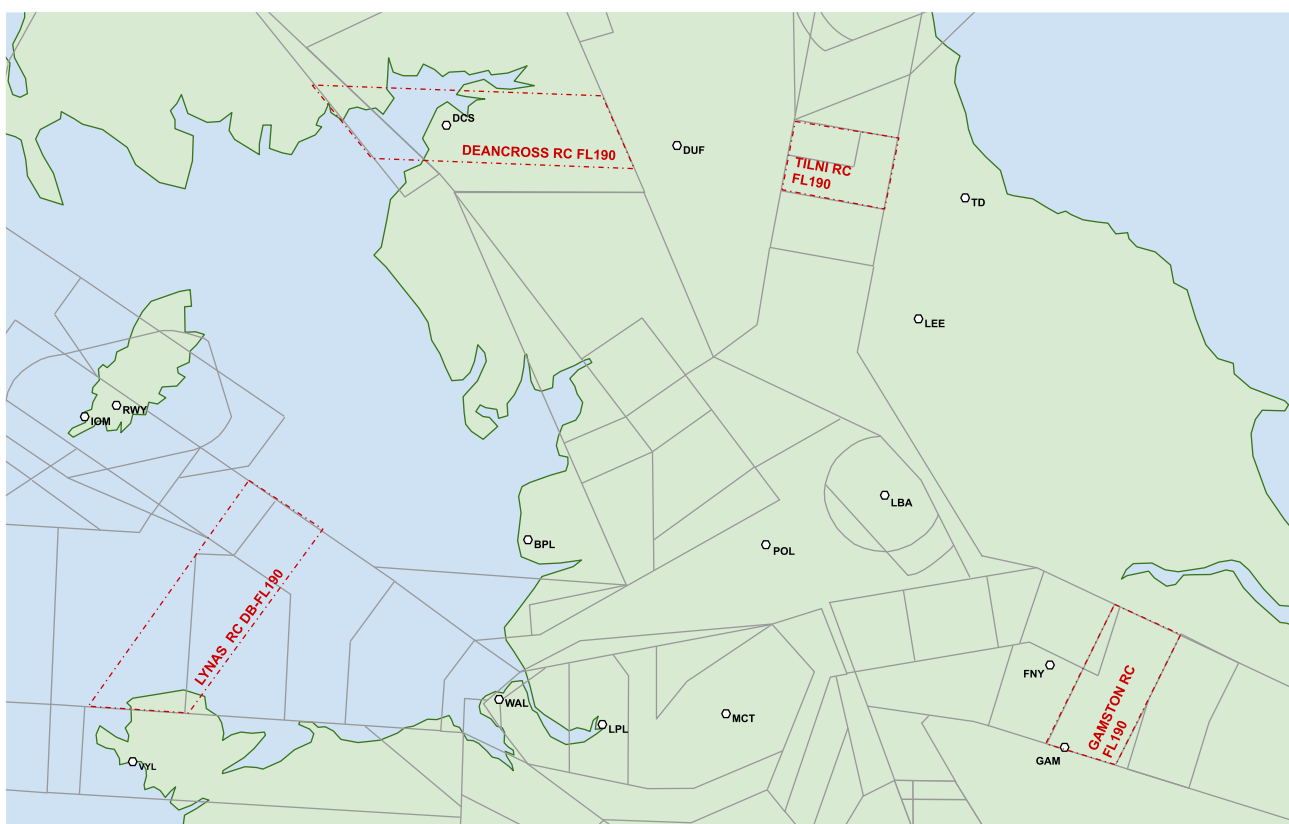 DCS
DUF
DEANCROSS RC FL190
TILNI RC
FL190
TD
LEE
RWY
IOM
LBA
BPL
POL
LYNAS RC DB-FL190
FNY
GAMSTON RC
FL190
WAL
LPL
MCT
GAM
VYL